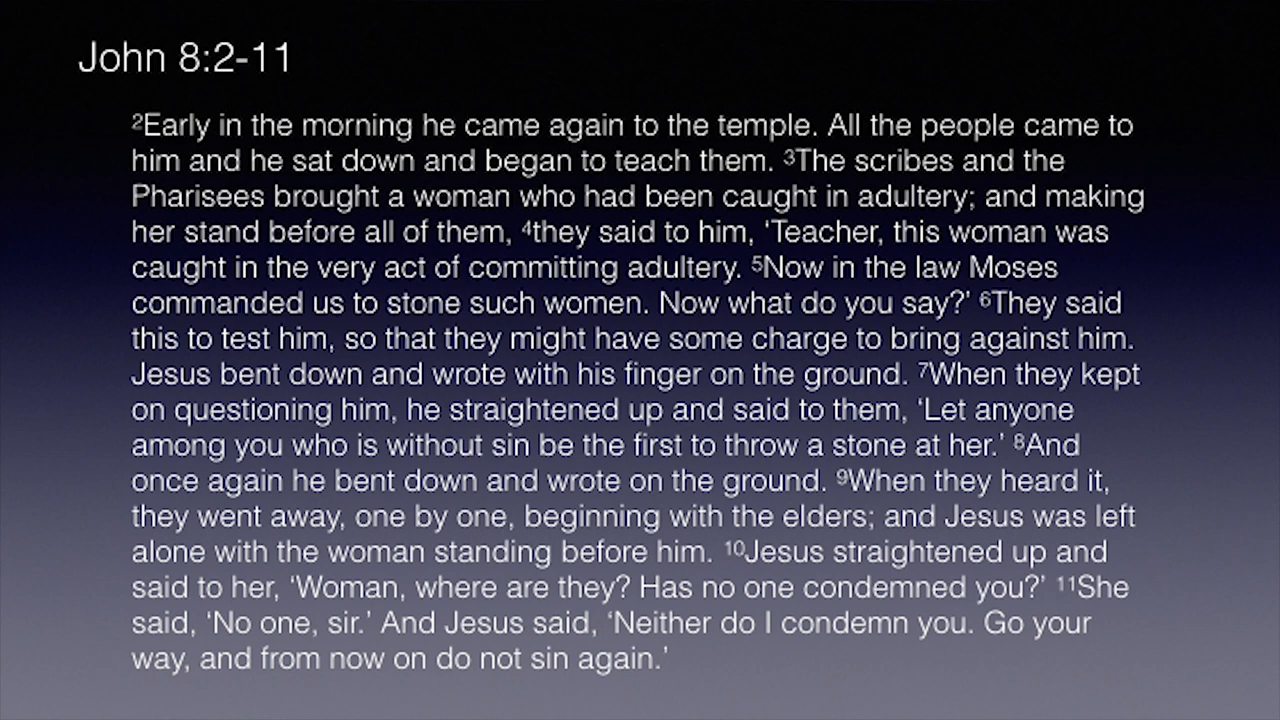 John 8:2-11
²Early in the morning he came again to the temple. All the people came to
him and he sat down and began to teach them. ³The scribes and the
Pharisees brought a woman who had been caught in adultery; and making
her stand before all of them, ⁴they said to him, ‘Teacher, this woman was
caught in the very act of committing adultery. ⁵Now in the law Moses
commanded us to stone such women. Now what do you say?’ ⁶They said
this to test him, so that they might have some charge to bring against him.
Jesus bent down and wrote with his finger on the ground. ⁷When they kept
on questioning him, he straightened up and said to them, ‘Let anyone
among you who is without sin be the first to throw a stone at her.’ ⁸And
once again he bent down and wrote on the ground. ⁹When they heard it,
they went away, one by one, beginning with the elders; and Jesus was left
alone with the woman standing before him. ¹⁰Jesus straightened up and
said to her, ‘Woman, where are they? Has no one condemned you?’ ¹¹She
said, ‘No one, sir.’ And Jesus said, ‘Neither do I condemn you. Go your
way, and from now on do not sin again.’